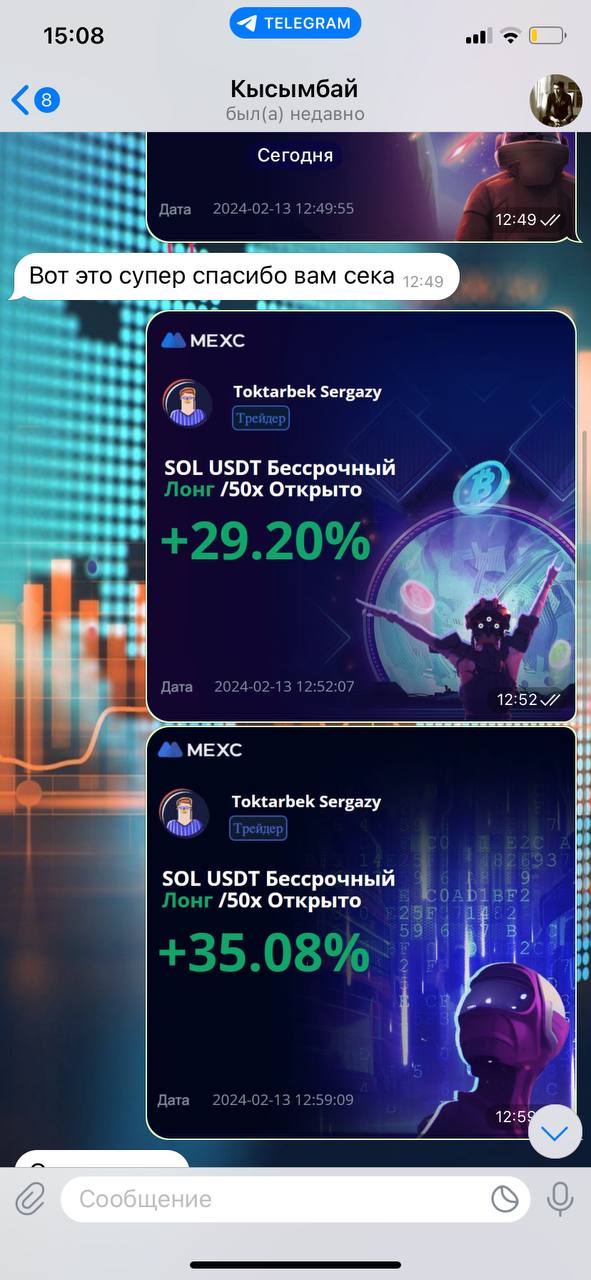 15:08
TELEGRAM
8
Кысымбай
был(а) недавно
Сегодня
Дата 2024-02-13 12:49:55
12:49
Вот это супер спасибо вам сека 12:49
MEXC
Toktarbek Sergazy
Трейдер
SOL USDT Бессрочный
Лонг /50x Открыто
+29.20%
Дата 2024-02-13 12:52:07
12:52
MEXC
Toktarbek Sergazy
Трейдер
SOL USDT Бессрочный
Лонг /50x Открыто
+35.08%
Дата 2024-02-13 12:59:09
12:59
Сообщение